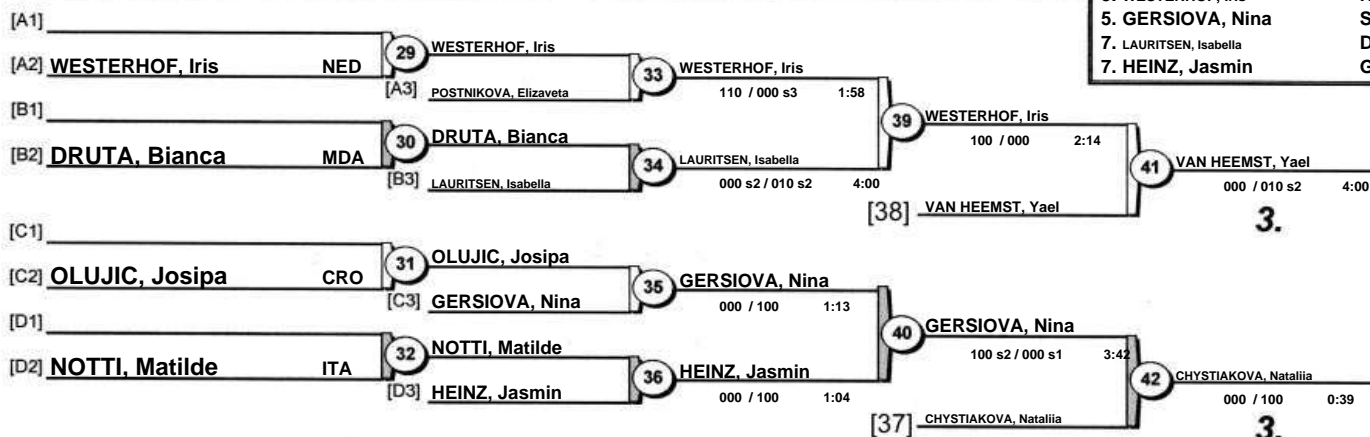 5. GERSIOVA, Nina S
7. LAURITSEN, Isabella D
7. HEINZ, Jasmin G
[A1]
[A2] WESTERHOF, Iris NED
29
WESTERHOF, Iris
[A3] POSTNIKOVA, Elizaveta
33
WESTERHOF, Iris
110 / 000 s3 1:58
[B1]
[B2] DRUTA, Bianca MDA
30
DRUTA, Bianca
[B3] LAURITSEN, Isabella
34
LAURITSEN, Isabella
000 s2 / 010 s2 4:00
39
WESTERHOF, Iris
100 / 000 2:14
[38] VAN HEEMST, Yael
41
VAN HEEMST, Yael
000 / 010 s2 4:00
3.
[C1]
[C2] OLUJIC, Josipa CRO
31
OLUJIC, Josipa
[C3] GERSIOVA, Nina
35
GERSIOVA, Nina
000 / 100 1:13
[D1]
[D2] NOTTI, Matilde ITA
32
NOTTI, Matilde
[D3] HEINZ, Jasmin
36
HEINZ, Jasmin
000 / 100 1:04
40
GERSIOVA, Nina
100 s2 / 000 s1 3:42
[37] CHYSTIAKOVA, Nataliia
42
CHYSTIAKOVA, Nataliia
000 / 100 0:39
3.